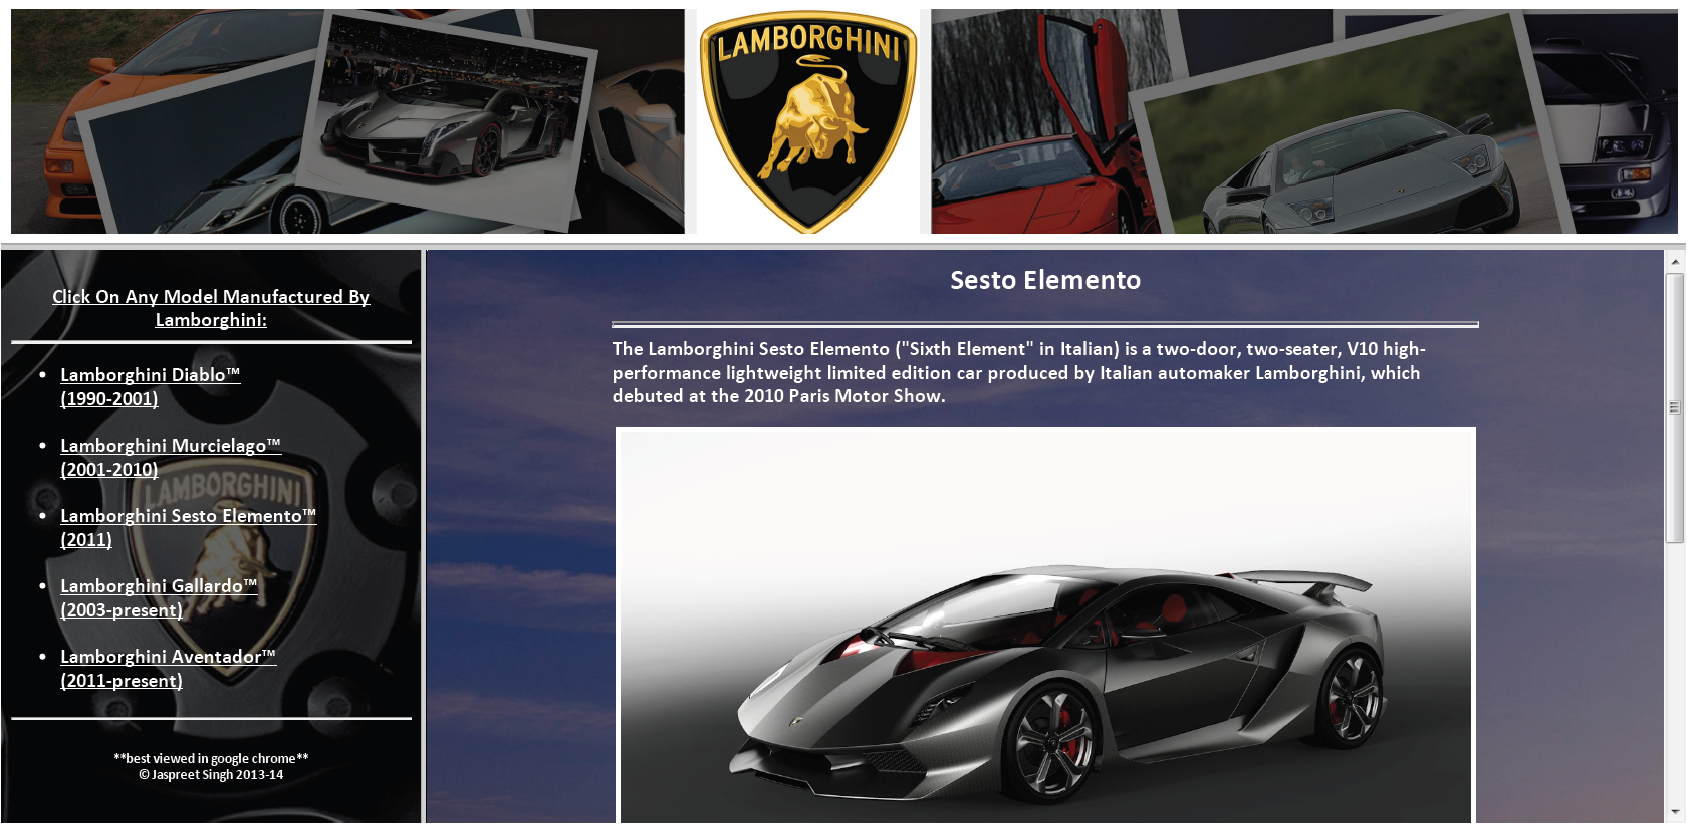 LAMBORGHINI
Click On Any Model Manufactured By
Lamborghini:
• Lamborghini Diablo™
(1990-2001)
• Lamborghini Murcielago™
(2001-2010)
• Lamborghini Sesto Elemento™
(2011)
• Lamborghini Gallardo™
(2003-present)
• Lamborghini Aventador™
(2011-present)
LAMBORGHINI
**best viewed in google chrome**
© Jaspreet Singh 2013-14
Sesto Elemento
The Lamborghini Sesto Elemento ("Sixth Element" in Italian) is a two-door, two-seater, V10 high-
performance lightweight limited edition car produced by Italian automaker Lamborghini, which
debuted at the 2010 Paris Motor Show.